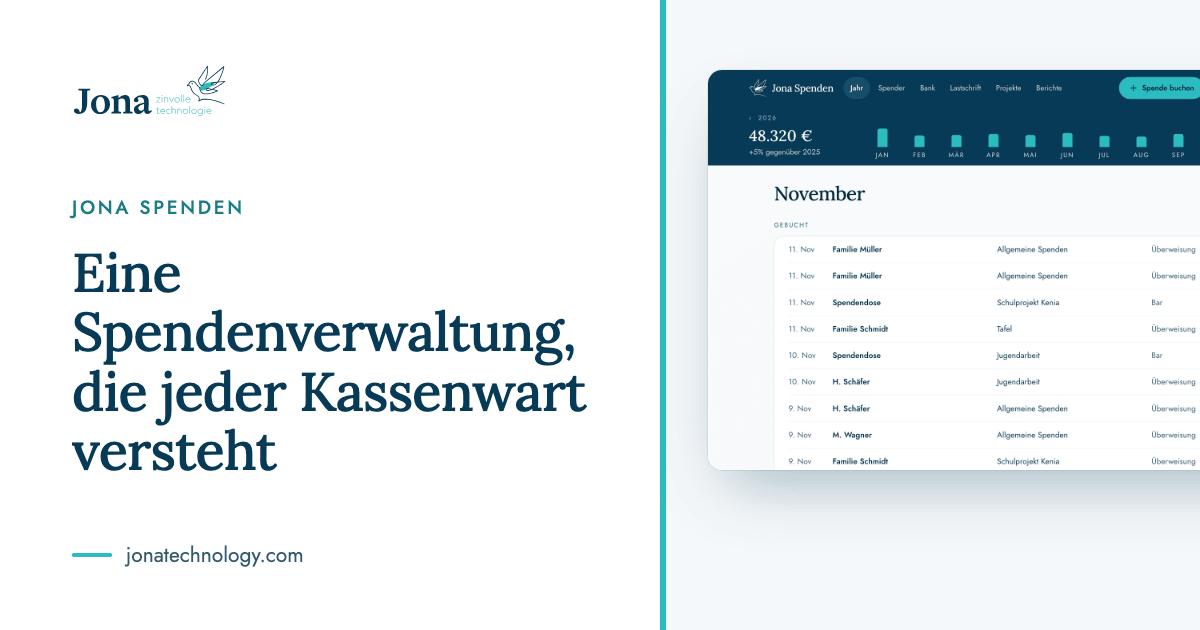 Jona zinvolle technologie
JONA SPENDEN
Eine
Spendenverwaltung,
die jeder Kassenwart
versteht
jonatechnology.com
Jona Spenden Jahr Spender Bank Lastschrift Projekte Berichte + Spende buchen
‹ 2026
48.320 €
+5% gegenüber 2025
JAN FEB MÄR APR MAI JUN JUL AUG SEP
November
GEBUCHT
11. Nov Familie Müller Allgemeine Spenden Überweisung
11. Nov Familie Müller Allgemeine Spenden Überweisung
11. Nov Spendendose Schulprojekt Kenia Bar
11. Nov Familie Schmidt Tafel Überweisung
10. Nov Spendendose Jugendarbeit Bar
10. Nov H. Schäfer Jugendarbeit Überweisung
9. Nov H. Schäfer Allgemeine Spenden Überweisung
9. Nov M. Wagner Allgemeine Spenden Überweisung
9. Nov Familie Schmidt Schulprojekt Kenia Überweisung